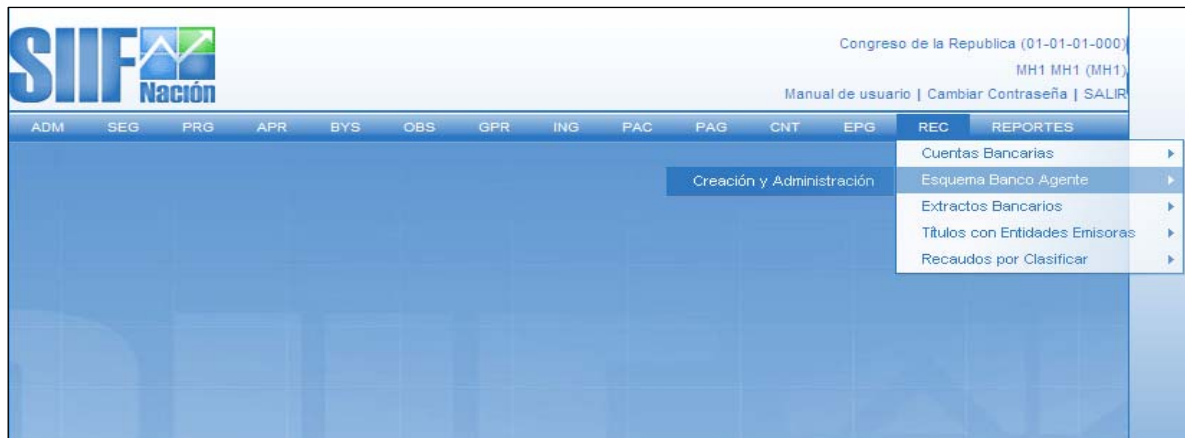 SIIF
Nación
Congreso de la Republica (01-01-01-000)
MH1 MH1 (MH1)
Manual de usuario | Cambiar Contraseña | SALIR
ADM SEG PRG APR BYS OBS GPR ING PAC PAG CNT EPG REC REPORTES
Cuentas Bancarias
Creación y Administración Esquema Banco Agente
Extractos Bancarios
Títulos con Entidades Emisoras
Recaudos por Clasificar